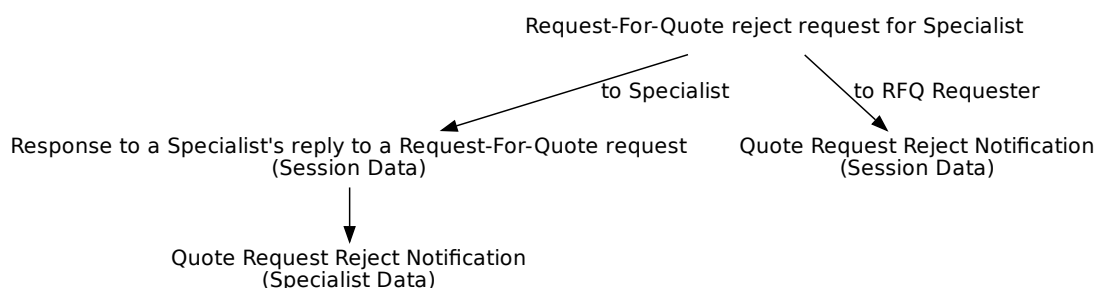 Request-For-Quote reject request for Specialist
to Specialist
to RFQ Requester
Response to a Specialist's reply to a Request-For-Quote request
(Session Data)
Quote Request Reject Notification
(Session Data)
Quote Request Reject Notification
(Specialist Data)